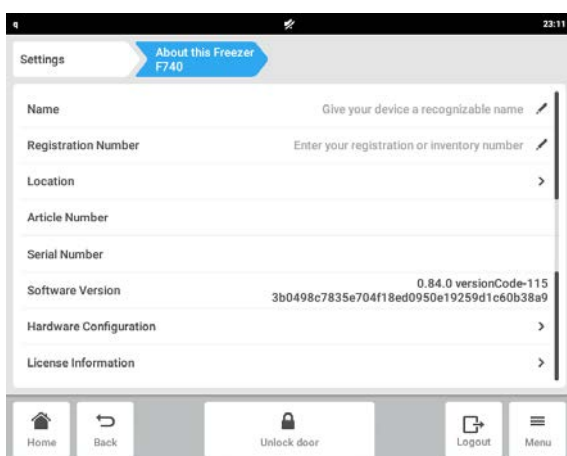 q 23:11
Settings
About this Freezer
F740
Name Give your device a recognizable name
Registration Number Enter your registration or inventory number
Location
Article Number
Serial Number
Software Version 0.84.0 versionCode-115
3b0498c7835e704f18ed0950e19259d1c60b38a9
Hardware Configuration
License Information
Home Back Unlock door Logout Menu